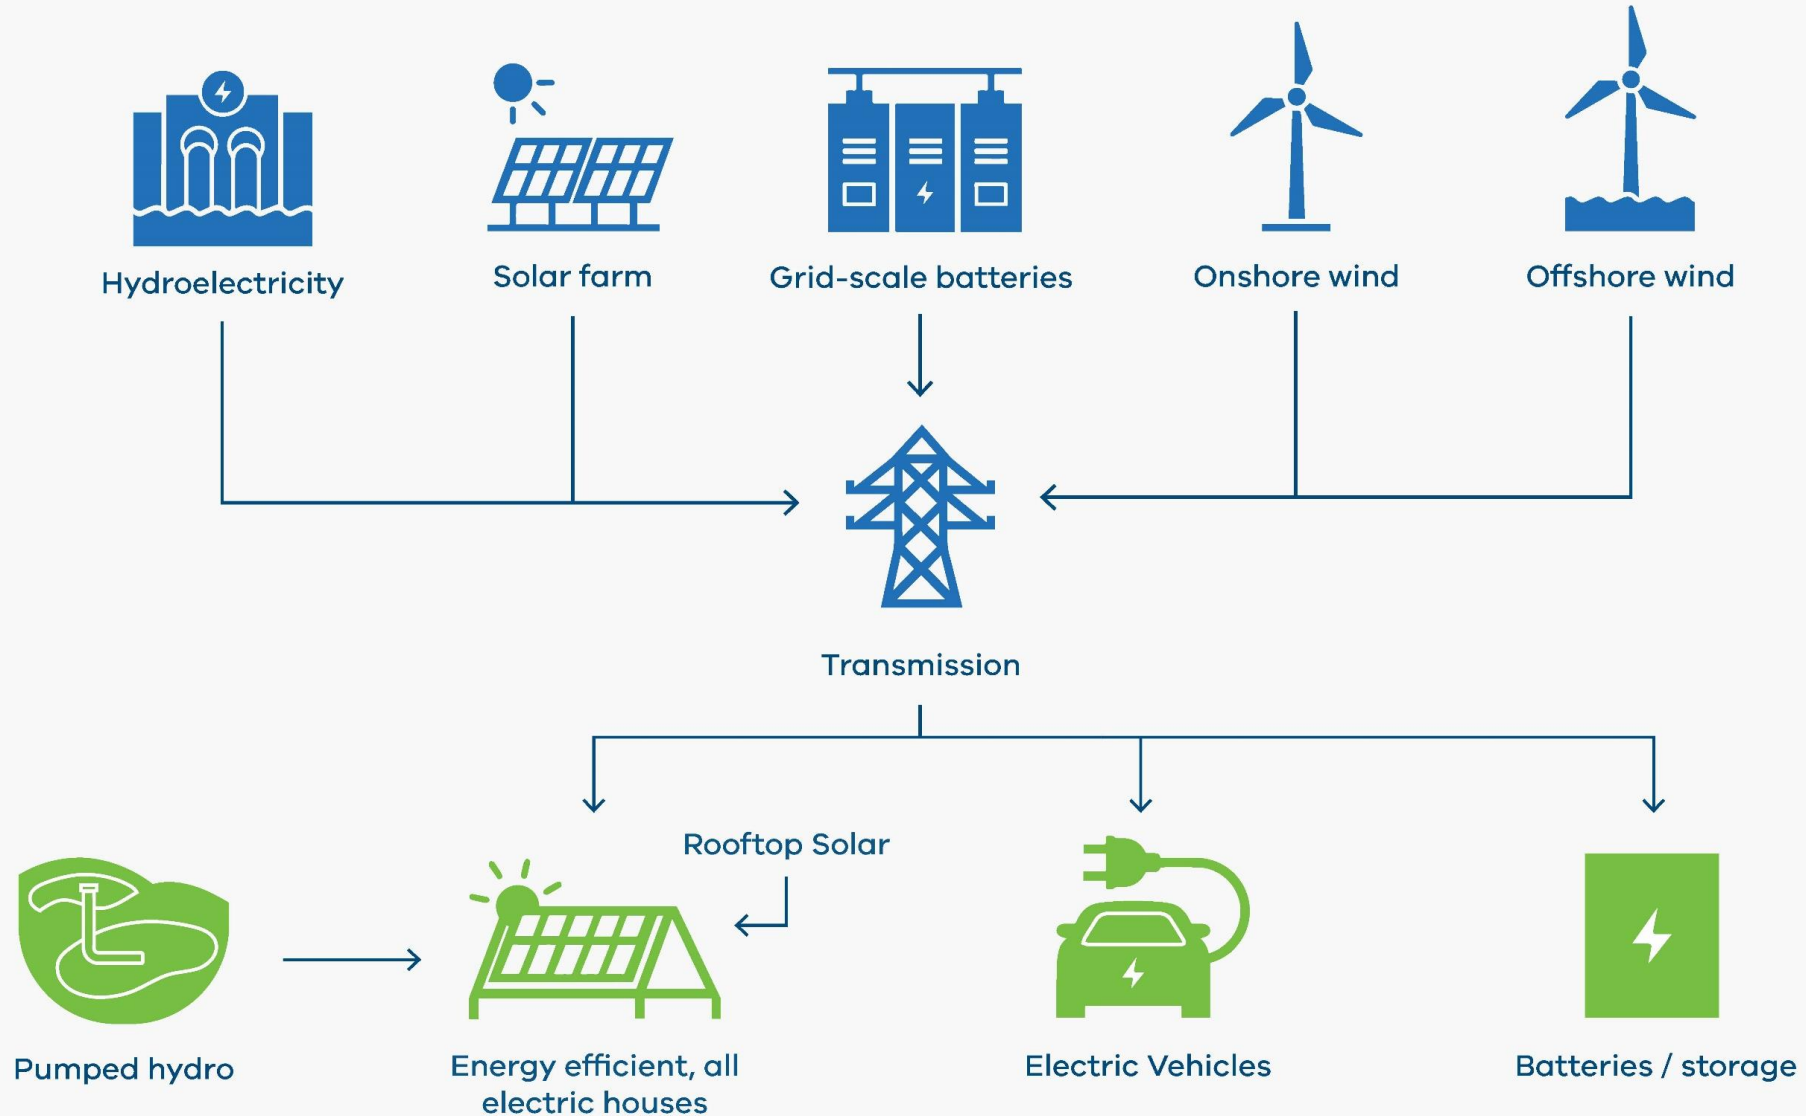 Hydroelectricity
Solar farm
Grid-scale batteries
Onshore wind
Offshore wind
Transmission
Rooftop Solar
Pumped hydro
Energy efficient, all
electric houses
Electric Vehicles
Batteries / storage